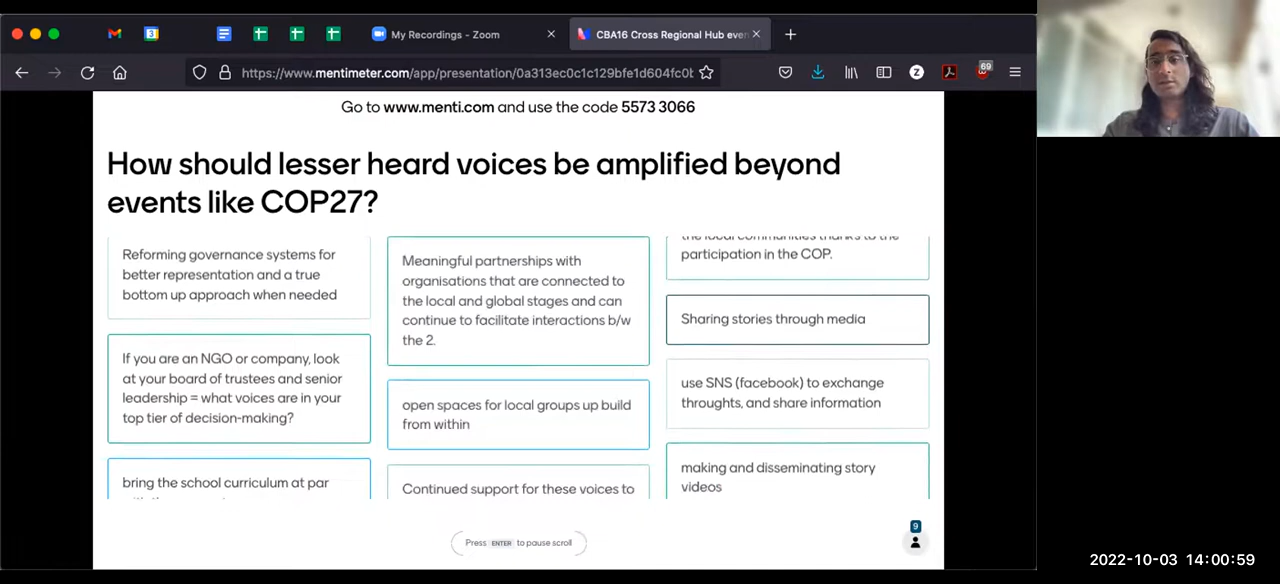 3
My Recordings - Zoom
CBA16 Cross Regional Hub even
https://www.mentimeter.com/app/presentation/0a313ec0c1c129bfe1d604fc0b
Z
69
Go to www.menti.com and use the code 5573 3066
How should lesser heard voices be amplified beyond
events like COP27?
Reforming governance systems for
better representation and a true
bottom up approach when needed
If you are an NGO or company, look
at your board of trustees and senior
leadership = what voices are in your
top tier of decision-making?
bring the school curriculum at par
Meaningful partnerships with
organisations that are connected to
the local and global stages and can
continue to facilitate interactions b/w
the 2.
open spaces for local groups up build
from within
Continued support for these voices to
the local communities thanks to the
participation in the COP.
Sharing stories through media
use SNS (facebook) to exchange
throughts, and share information
making and disseminating story
videos
Press ENTER to pause scroll
9
2022-10-03 14:00:59